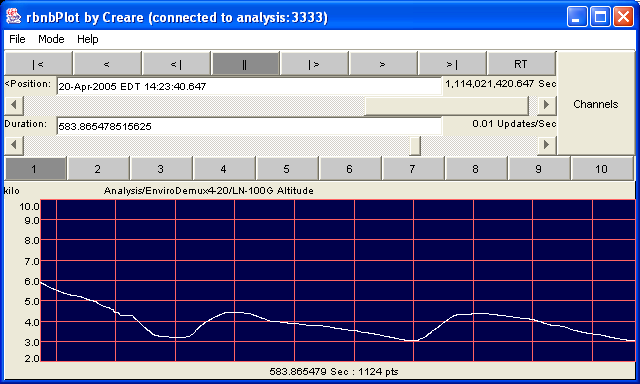 rbnbPlot by Creare (connected to analysis:3333)
File Mode Help
|< < <| || |> > >| RT
<Position: 20-Apr-2005 EDT 14:23:40.647 1,114,021,420.647 Sec
Channels
Duration: 583.865478515625 0.01 Updates/Sec
1 2 3 4 5 6 7 8 9 10
kilo Analysis/EnviroDemux4-20/LN-100G Altitude
10.0
9.0
8.0
7.0
6.0
5.0
4.0
3.0
2.0
583.865479 Sec : 1124 pts